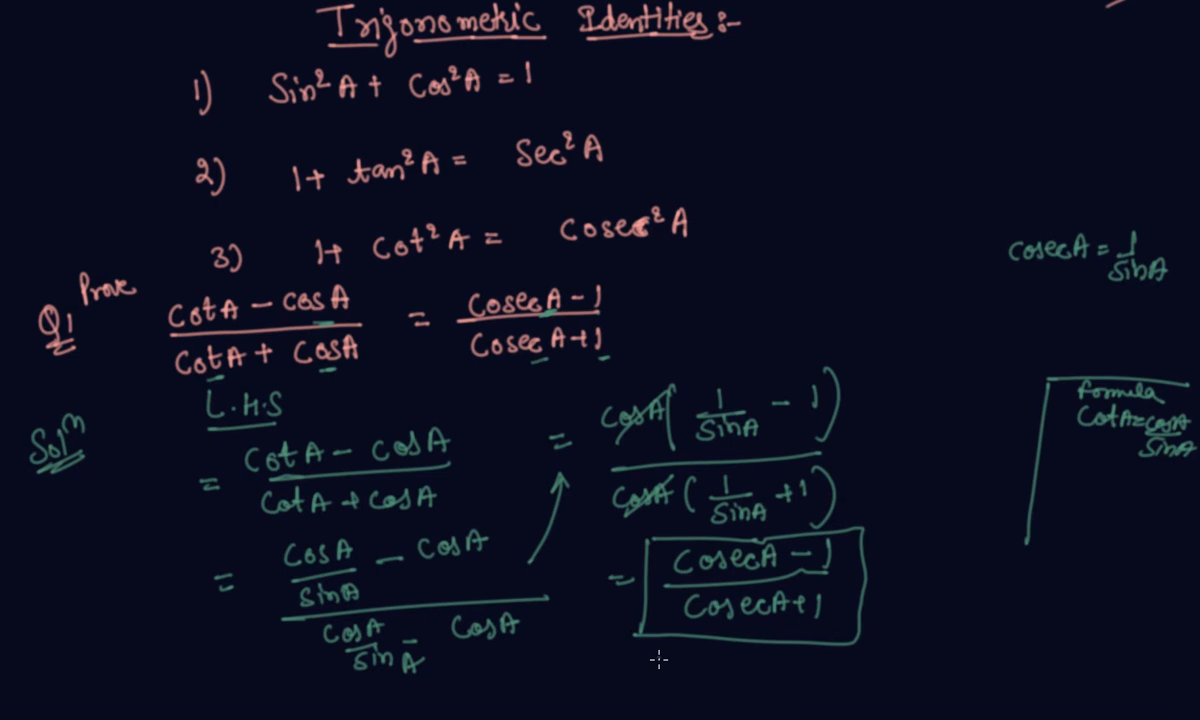 Trigonometric Identities :-
1) Sin²A + Cos²A = 1
2) 1 + tan²A = Sec²A
3) 1 + Cot²A = Cosec²A
Q1 Prove (CotA - cosA)/(CotA + CosA) = (CosecA - 1)/(CosecA + 1)
cosecA = 1/sinA
Solⁿ L.H.S
= (CotA - cosA)/(CotA + cosA)
= (cosA/sinA - cosA)/(cosA/sinA - cosA)
= cosA(1/sinA - 1)/cosA(1/sinA + 1)
= (CosecA - 1)/(CosecA + 1)
formula
CotA = cosA/sinA